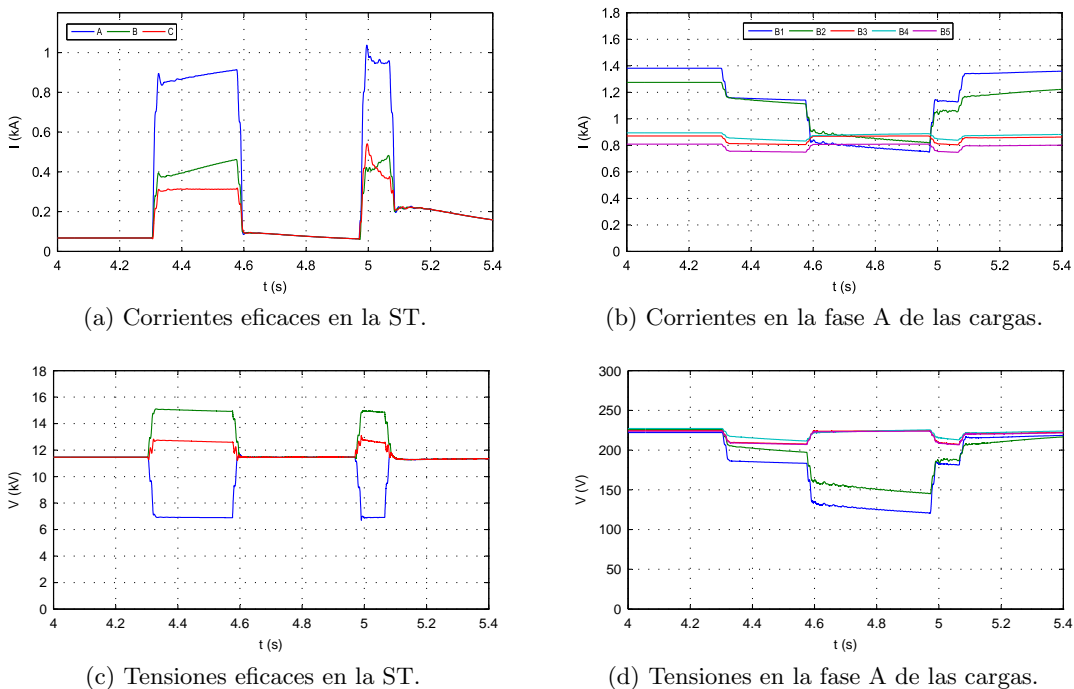 A B C
1
0.8
0.6
0.4
0.2
0
I (kA)
4 4.2 4.4 4.6 4.8 5 5.2 5.4
t (s)
(a) Corrientes eficaces en la ST.
B1 B2 B3 B4 B5
1.8
1.6
1.4
1.2
1
0.8
0.6
0.4
0.2
0
I (kA)
4 4.2 4.4 4.6 4.8 5 5.2 5.4
t (s)
(b) Corrientes en la fase A de las cargas.
18
16
14
12
10
8
6
4
2
0
V (kV)
4 4.2 4.4 4.6 4.8 5 5.2 5.4
t (s)
(c) Tensiones eficaces en la ST.
300
250
200
150
100
50
0
V (V)
4 4.2 4.4 4.6 4.8 5 5.2 5.4
t (s)
(d) Tensiones en la fase A de las cargas.